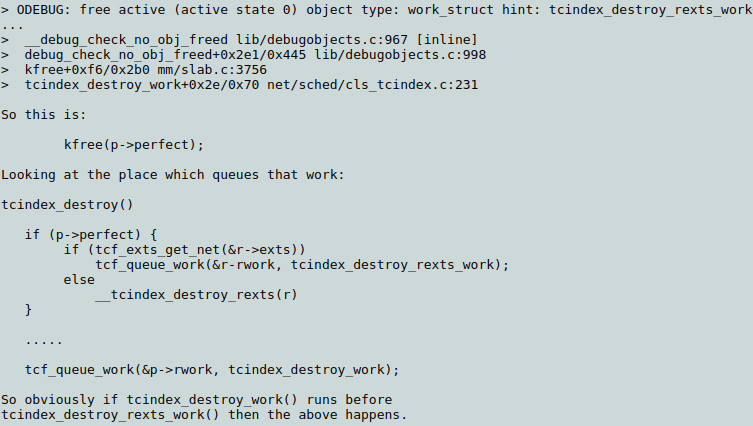 > ODEBUG: free active (active state 0) object type: work_struct hint: tcindex_destroy_rexts_work
...
>  __debug_check_no_obj_freed lib/debugobjects.c:967 [inline]
>  debug_check_no_obj_freed+0x2e1/0x445 lib/debugobjects.c:998
>  kfree+0xf6/0x2b0 mm/slab.c:3756
>  tcindex_destroy_work+0x2e/0x70 net/sched/cls_tcindex.c:231
So this is:
kfree(p->perfect);
Looking at the place which queues that work:
tcindex_destroy()
if (p->perfect) {
if (tcf_exts_get_net(&r->exts))
tcf_queue_work(&r-rwork, tcindex_destroy_rexts_work);
else
__tcindex_destroy_rexts(r)
}
.....
tcf_queue_work(&p->rwork, tcindex_destroy_work);
So obviously if tcindex_destroy_work() runs before
tcindex_destroy_rexts_work() then the above happens.